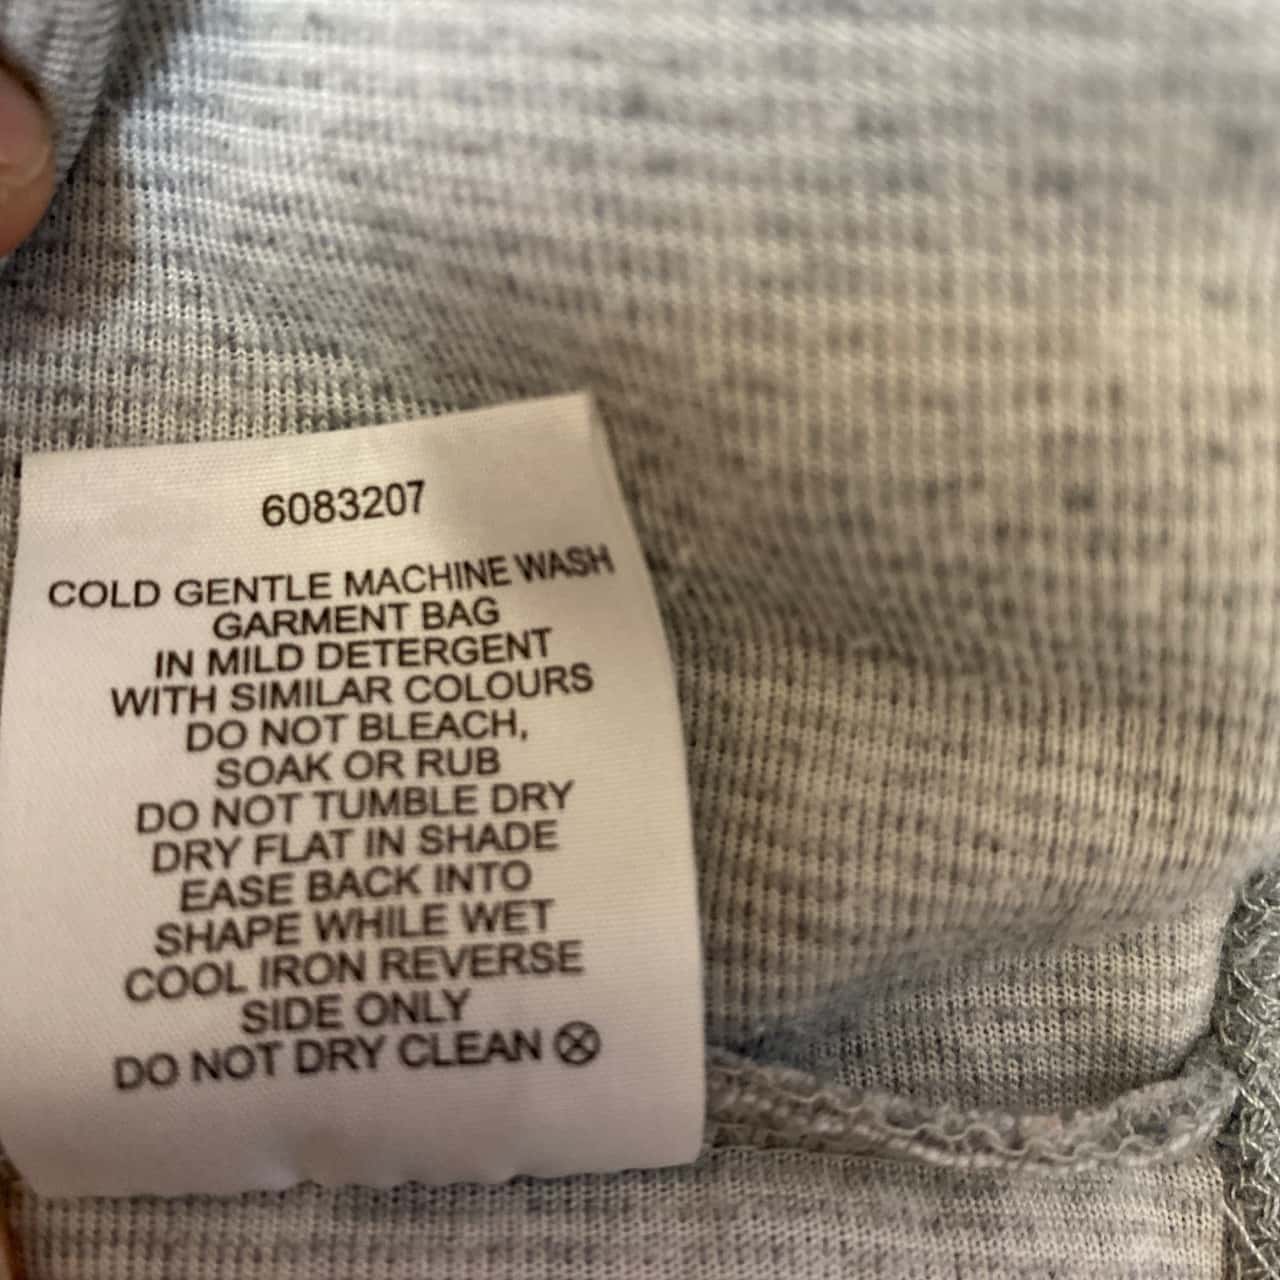 6083207
COLD GENTLE MACHINE WASH
GARMENT BAG
IN MILD DETERGENT
WITH SIMILAR COLOURS
DO NOT BLEACH,
SOAK OR RUB
DO NOT TUMBLE DRY
DRY FLAT IN SHADE
EASE BACK INTO
SHAPE WHILE WET
COOL IRON REVERSE
SIDE ONLY
DO NOT DRY CLEAN